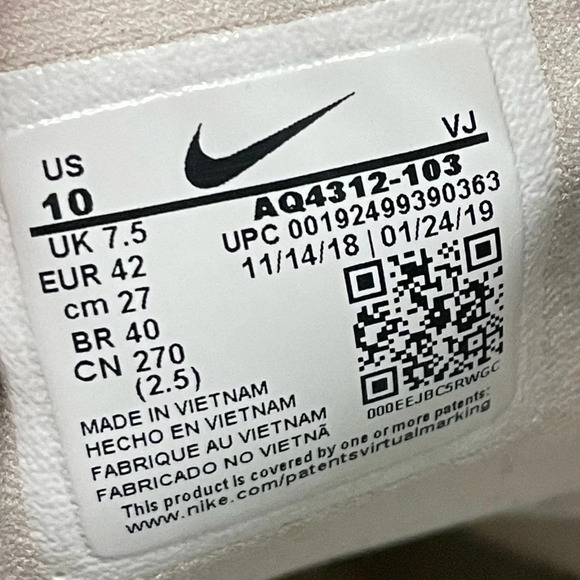 US
10
VJ
AQ4312-103
UPC 00192499390363
11/14/18 | 01/24/19
UK 7.5
EUR 42
cm 27
BR 40
CN 270
(2.5)
000EEJBC5RWGC
MADE IN VIETNAM
HECHO EN VIETNAM
FABRIQUE AU VIETNAM
FABRICADO NO VIETNÃ
This product is covered by one or more patents:
www.nike.com/patentsvirtualmarking